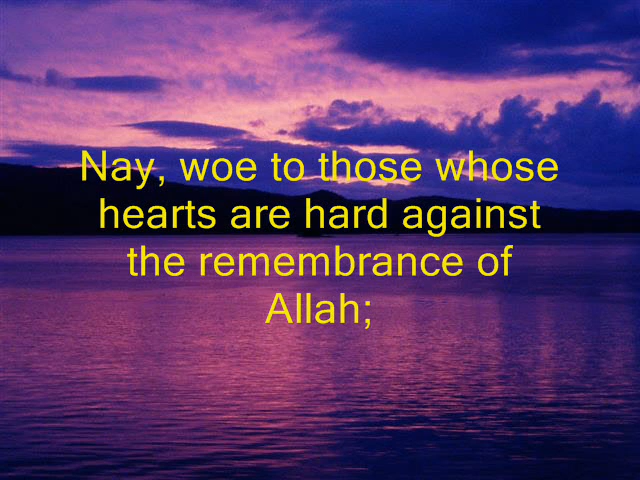 Nay, woe to those whose
hearts are hard against
the remembrance of
Allah;